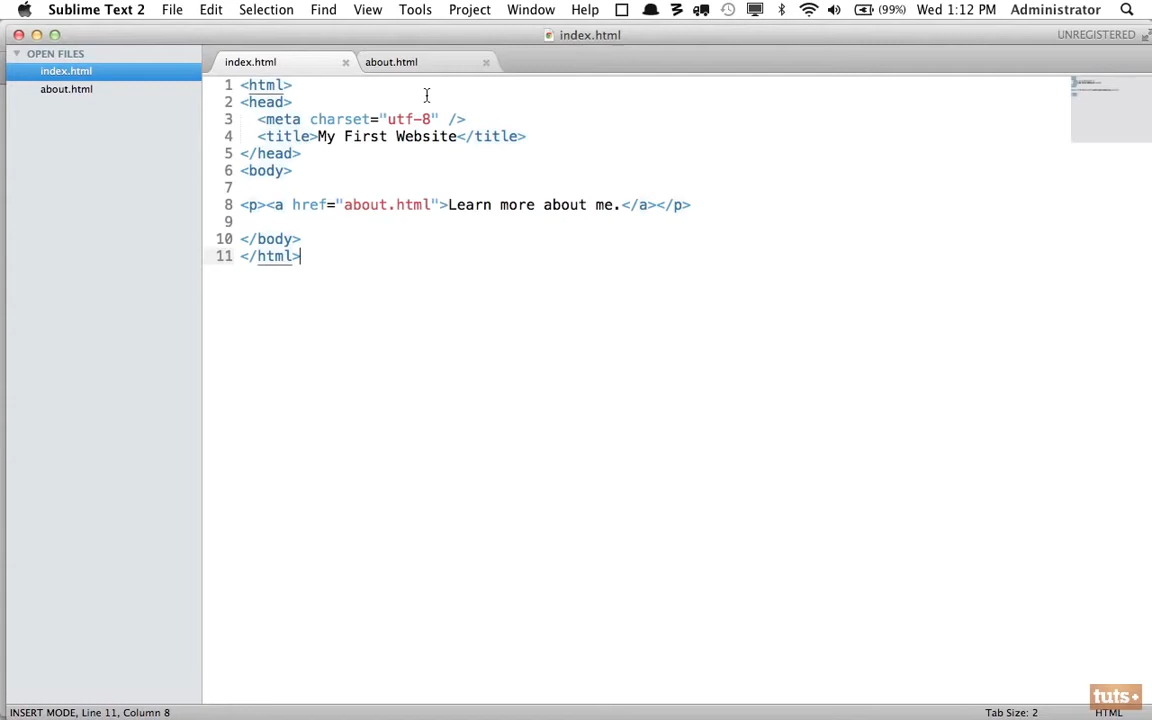 Sublime Text 2 File Edit Selection Find View Tools Project Window Help (99%) Wed 1:12 PM Administrator
index.html UNREGISTERED
OPEN FILES
index.html
about.html
index.html about.html
1 <html>
2 <head>
3   <meta charset="utf-8" />
4   <title>My First Website</title>
5 </head>
6 <body>
7
8 <p><a href="about.html">Learn more about me.</a></p>
9
10 </body>
11 </html>
tuts+
INSERT MODE, Line 11, Column 8 Tab Size: 2 HTML